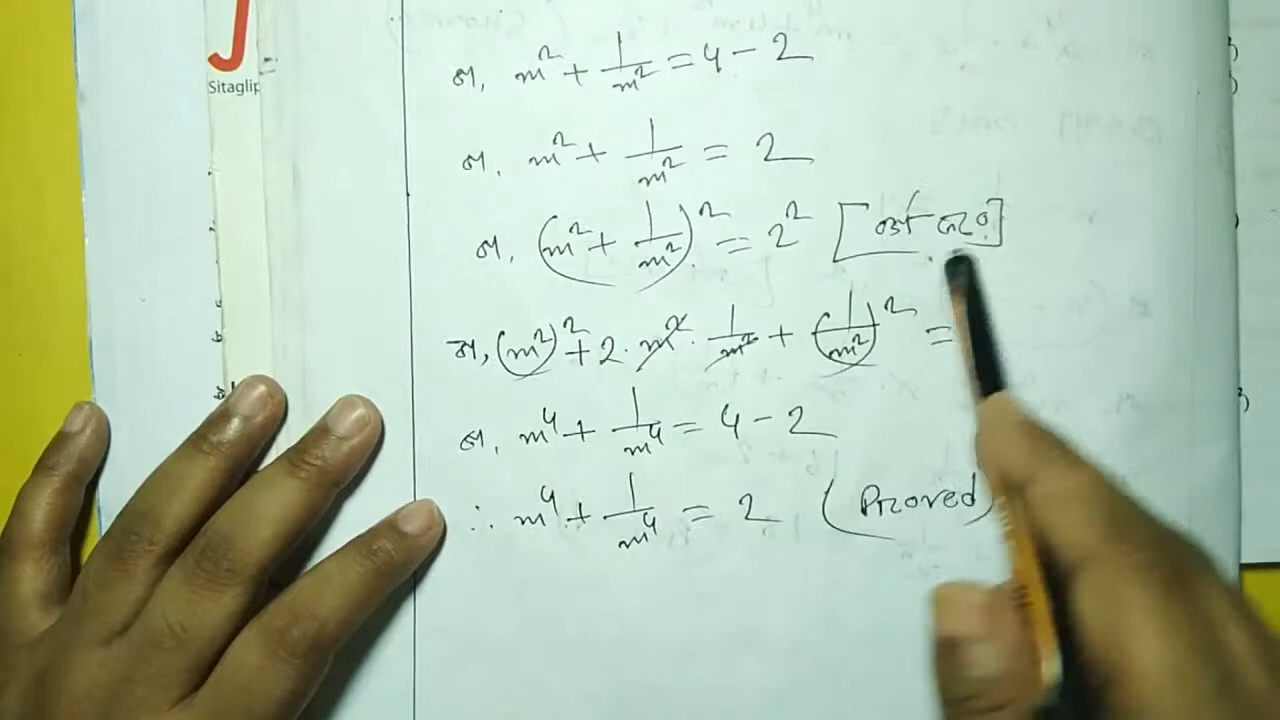 Sitaglip
বা, m² + 1/m² = 4 - 2
বা, m² + 1/m² = 2
বা, (m² + 1/m²)² = 2² [বর্গ করে]
বা, (m²)² + 2 · m² · 1/m² + (1/m²)² =
বা, m⁴ + 1/m⁴ = 4 - 2
∴ m⁴ + 1/m⁴ = 2 (Proved)